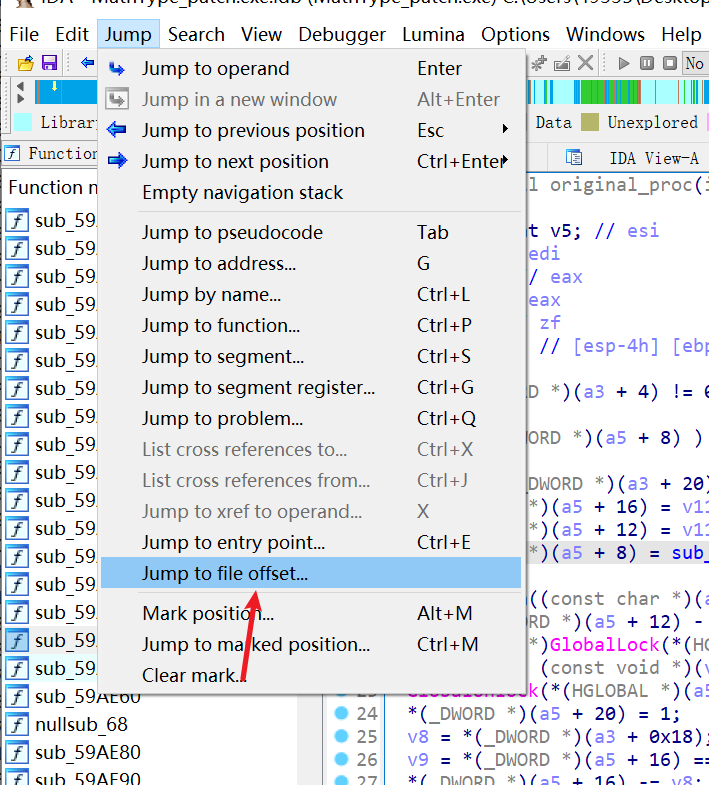 IDA - MathType_patch.exe.idb (MathType_patch.exe)
File Edit Jump Search View Debugger Lumina Options Windows Help
No
Jump to operand Enter
Jump in a new window Alt+Enter
Library Data Unexplored
Jump to previous position Esc
Function
Jump to next position Ctrl+Enter
IDA View-A
Function n
Empty navigation stack
original_proc(
sub_59
Jump to pseudocode Tab
t v5; // esi
sub_59
edi
Jump to address... G
sub_59
/ eax
Jump by name... Ctrl+L
eax
sub_59
zf
Jump to function... Ctrl+P
sub_59
// [esp-4h] [ebp
Jump to segment... Ctrl+S
sub_59
Jump to segment register... Ctrl+G
*)(a3 + 4) != 0
sub_59
Jump to problem... Ctrl+Q
sub_59
ORD *)(a5 + 8) )
List cross references to... Ctrl+X
sub_59
List cross references from... Ctrl+J
DWORD *)(a3 + 20)
sub_59
*)(a5 + 16) = v11
Jump to xref to operand... X
sub_59
*)(a5 + 12) = v11
Jump to entry point... Ctrl+E
sub_59
*)(a5 + 8) = sub_
Jump to file offset...
sub_59
((const char *)(a
sub_59
Mark position... Alt+M
*)(a5 + 12) -
sub_59
Jump to marked position... Ctrl+M
*)GlobalLock(*(HG
sub_59
Clear mark...
(const void *)(v
sub_59AE60
GlobalUnlock(*(HGLOBAL *)(a5
nullsub_68
24 *(_DWORD *)(a5 + 20) = 1;
25 v8 = *(_DWORD *)(a3 + 0x18);
sub_59AE80
26 v9 = *(_DWORD *)(a5 + 16) ==
sub_59AE90
27 *(_DWORD *)(a5 + 16) -= v8;